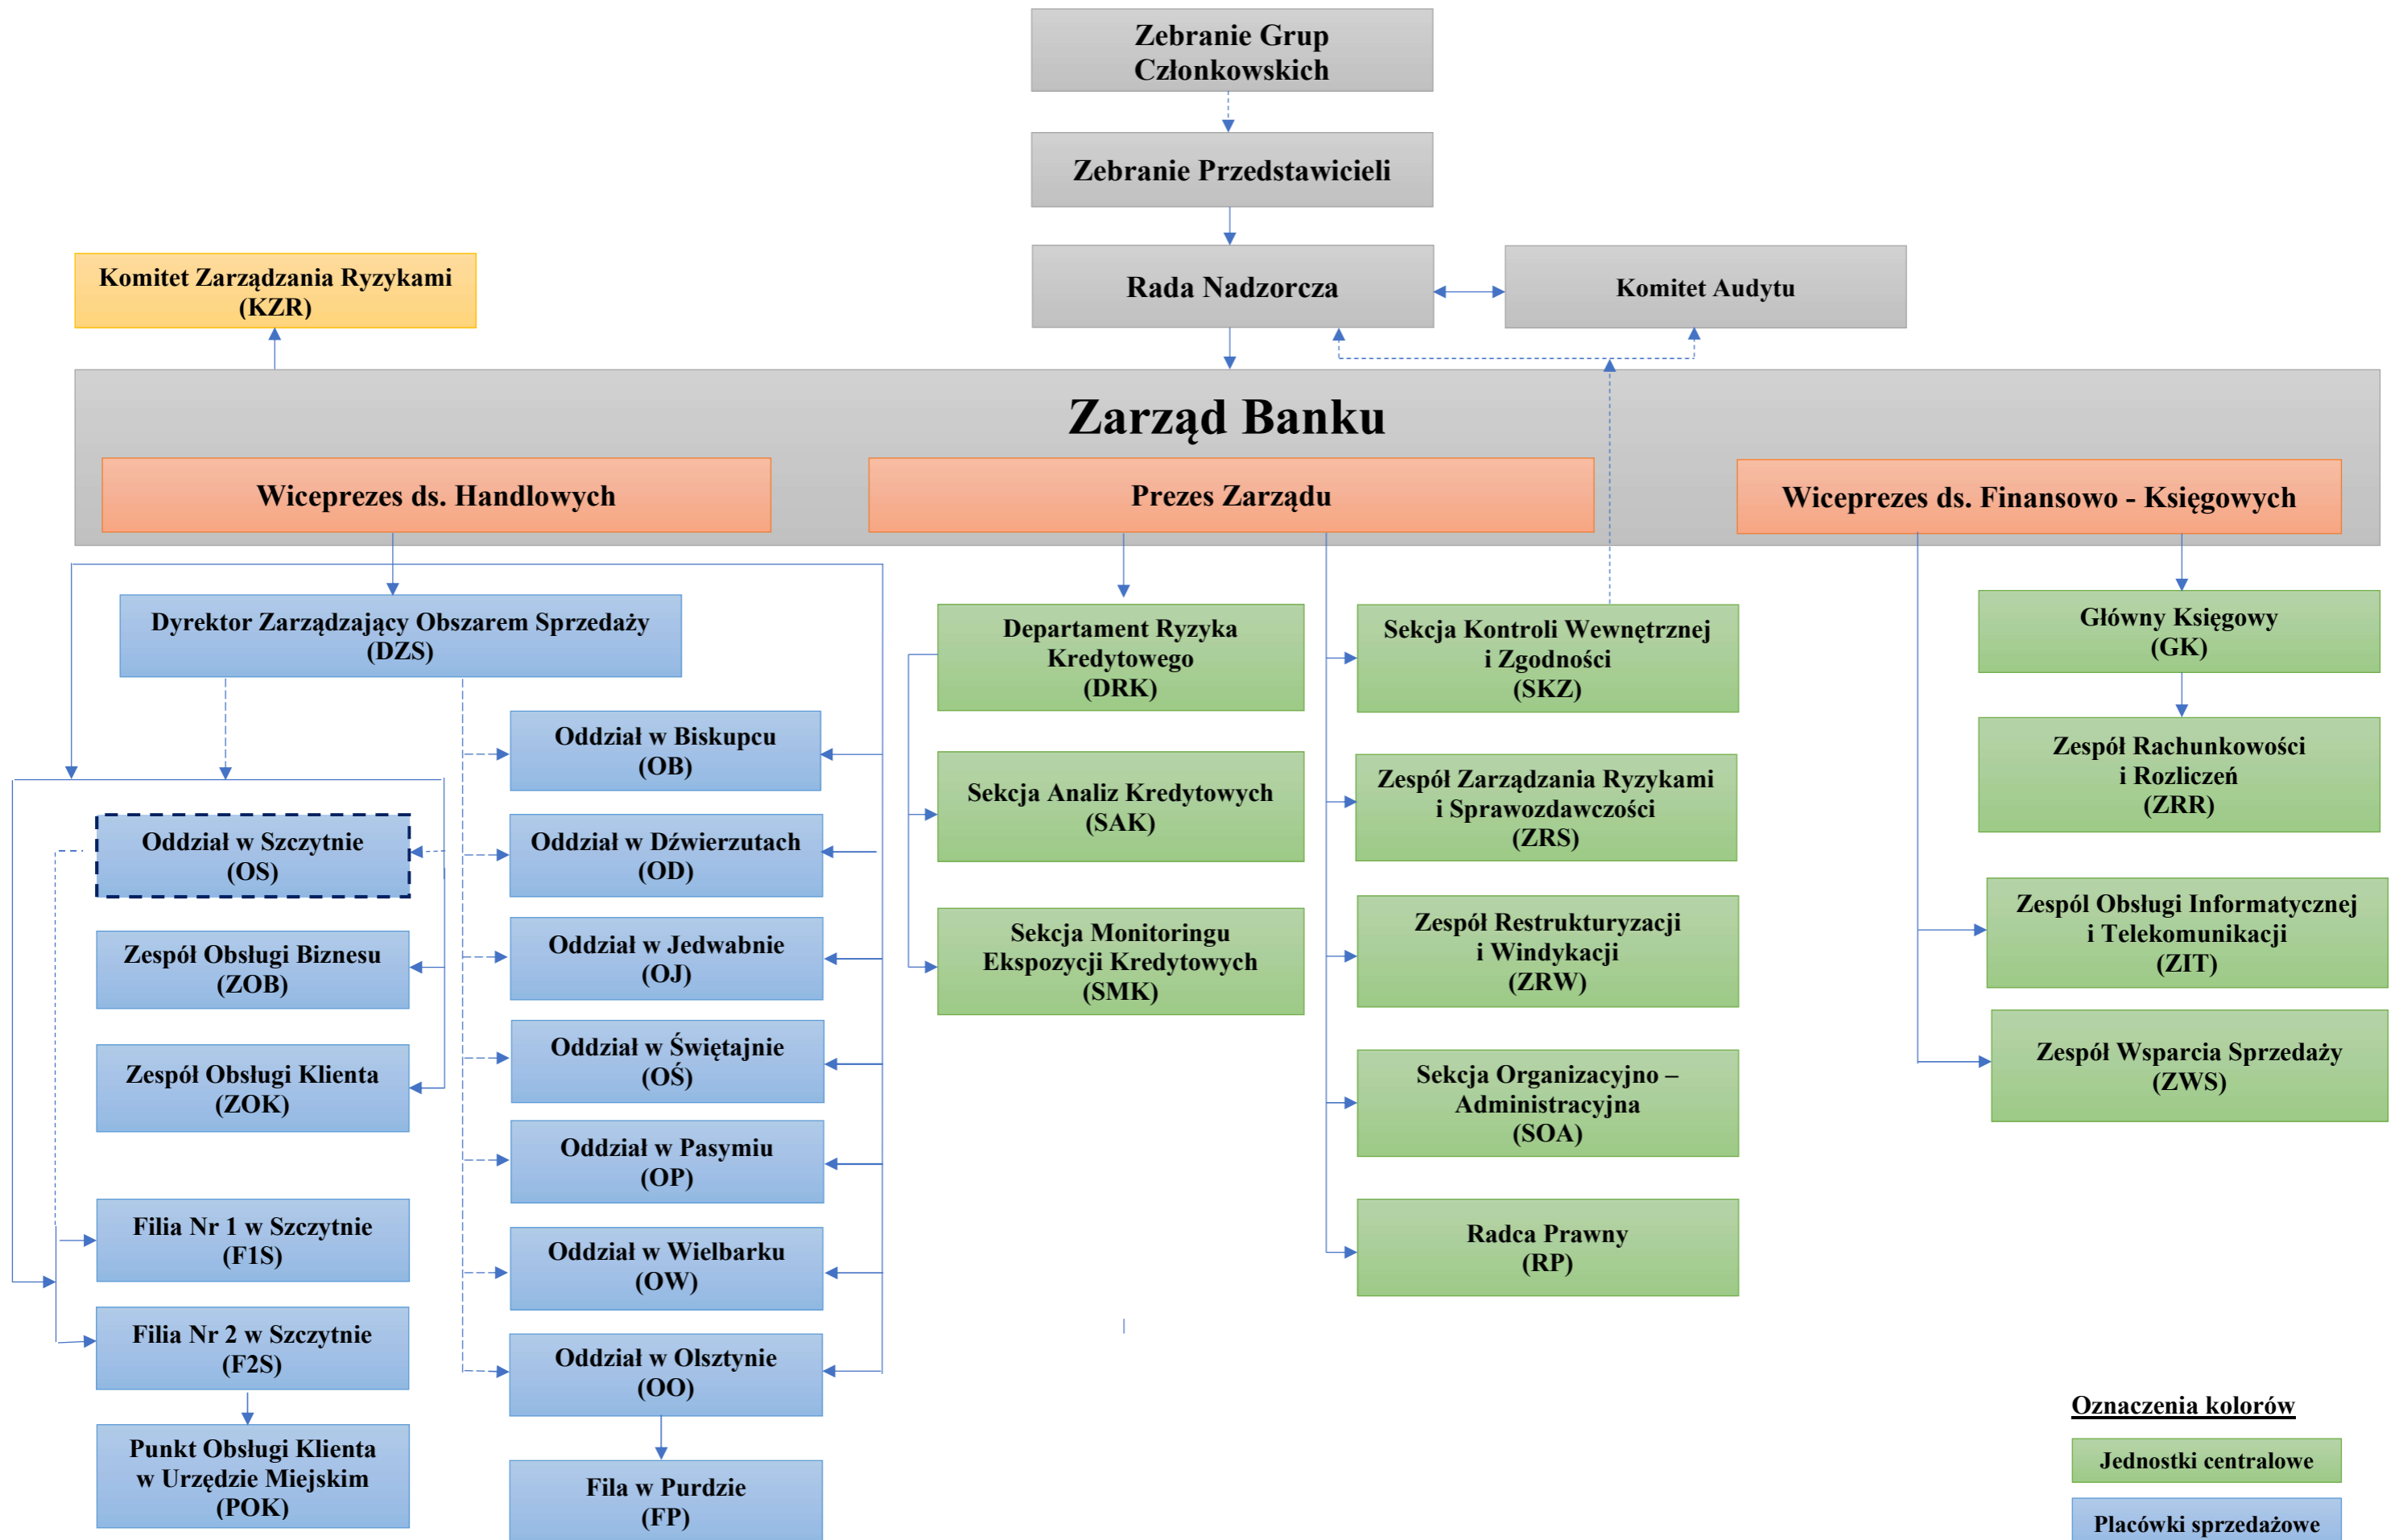 Zebranie Grup
Członkowskich
Zebranie Przedstawicieli
Rada Nadzorcza
Komitet Audytu
Komitet Zarządzania Ryzykami
(KZR)
Zarząd Banku
Wiceprezes ds. Handlowych
Prezes Zarządu
Wiceprezes ds. Finansowo - Księgowych
Dyrektor Zarządzający Obszarem Sprzedaży
(DZS)
Oddział w Szczytnie
(OS)
Zespół Obsługi Biznesu
(ZOB)
Zespół Obsługi Klienta
(ZOK)
Filia Nr 1 w Szczytnie
(F1S)
Filia Nr 2 w Szczytnie
(F2S)
Punkt Obsługi Klienta
w Urzędzie Miejskim
(POK)
Oddział w Biskupcu
(OB)
Oddział w Dźwierzutach
(OD)
Oddział w Jedwabnie
(OJ)
Oddział w Świętajnie
(OŚ)
Oddział w Pasymiu
(OP)
Oddział w Wielbarku
(OW)
Oddział w Olsztynie
(OO)
Fila w Purdzie
(FP)
Departament Ryzyka
Kredytowego
(DRK)
Sekcja Analiz Kredytowych
(SAK)
Sekcja Monitoringu
Ekspozycji Kredytowych
(SMK)
Sekcja Kontroli Wewnętrznej
i Zgodności
(SKZ)
Zespół Zarządzania Ryzykami
i Sprawozdawczości
(ZRS)
Zespół Restrukturyzacji
i Windykacji
(ZRW)
Sekcja Organizacyjno –
Administracyjna
(SOA)
Radca Prawny
(RP)
Główny Księgowy
(GK)
Zespół Rachunkowości
i Rozliczeń
(ZRR)
Zespól Obsługi Informatycznej
i Telekomunikacji
(ZIT)
Zespół Wsparcia Sprzedaży
(ZWS)
Oznaczenia kolorów
Jednostki centralowe
Placówki sprzedażowe